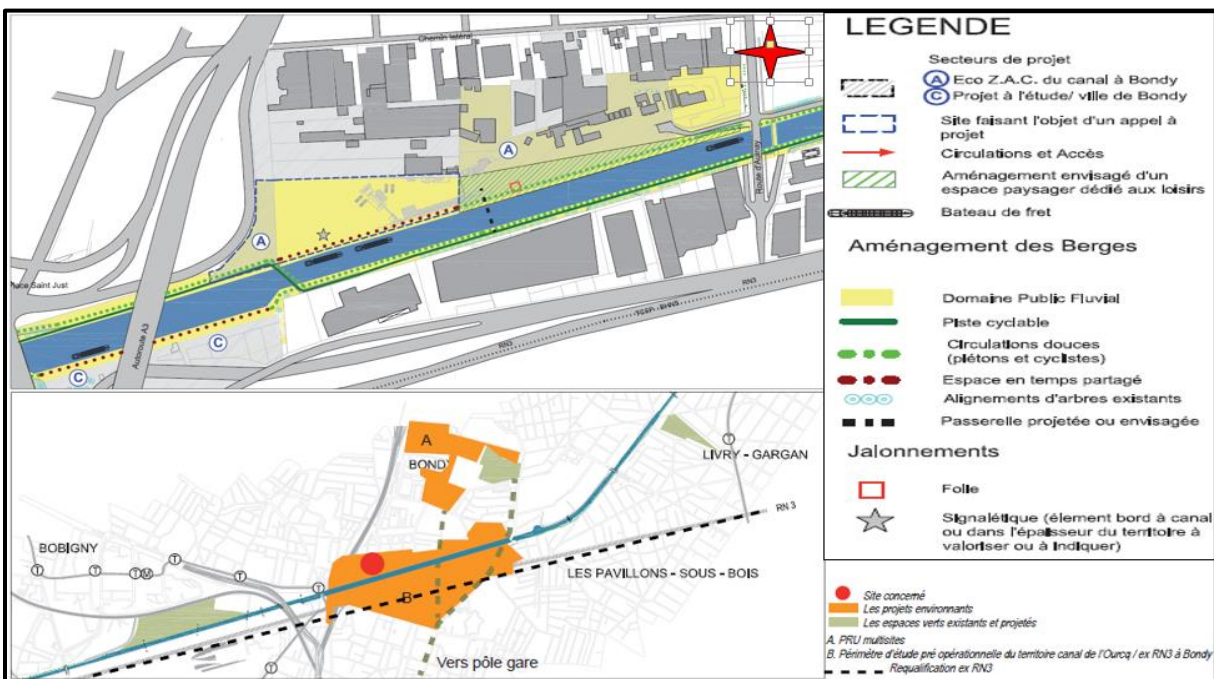 Chemin latéral
A
A
C
C
Route d'Aulnay
Place Saint Just
Autoroute A3
RN3
RN3
TCSP - BHNS
A
BONDY
LIVRY - GARGAN
T
RN 3
BOBIGNY
T
T
T
M
T
T
T
T
LES PAVILLONS - SOUS - BOIS
B
Vers pôle gare
LEGENDE
Secteurs de projet
A Eco Z.A.C. du canal à Bondy
C Projet à l'étude/ ville de Bondy
Site faisant l'objet d'un appel à
projet
Circulations et Accès
Aménagement envisagé d'un
espace paysager dédié aux loisirs
Bateau de fret
Aménagement des Berges
Domaine Public Fluvial
Piste cyclable
Circulations douces
(piétons et cyclistes)
Espace en temps partagé
Alignements d'arbres existants
Passerelle projetée ou envisagée
Jalonnements
Folie
Signalétique (élement bord à canal
ou dans l'épaisseur du territoire à
valoriser ou à indiquer)
Site concerné
Les projets environnants
Les espaces verts existants et projetés
A. PRU multisites
B. Périmètre d'étude pré opérationnelle du territoire canal de l'Ourcq / ex RN3 à Bondy
Requalification ex RN3